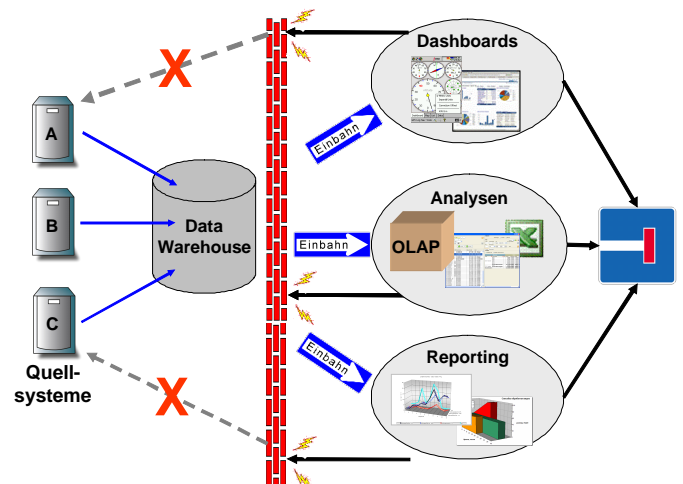 Dashboards
X
A
Einbahn
B
Data
Warehouse
Analysen
OLAP
Einbahn
C
Quell-
systeme
Einbahn
Reporting
X